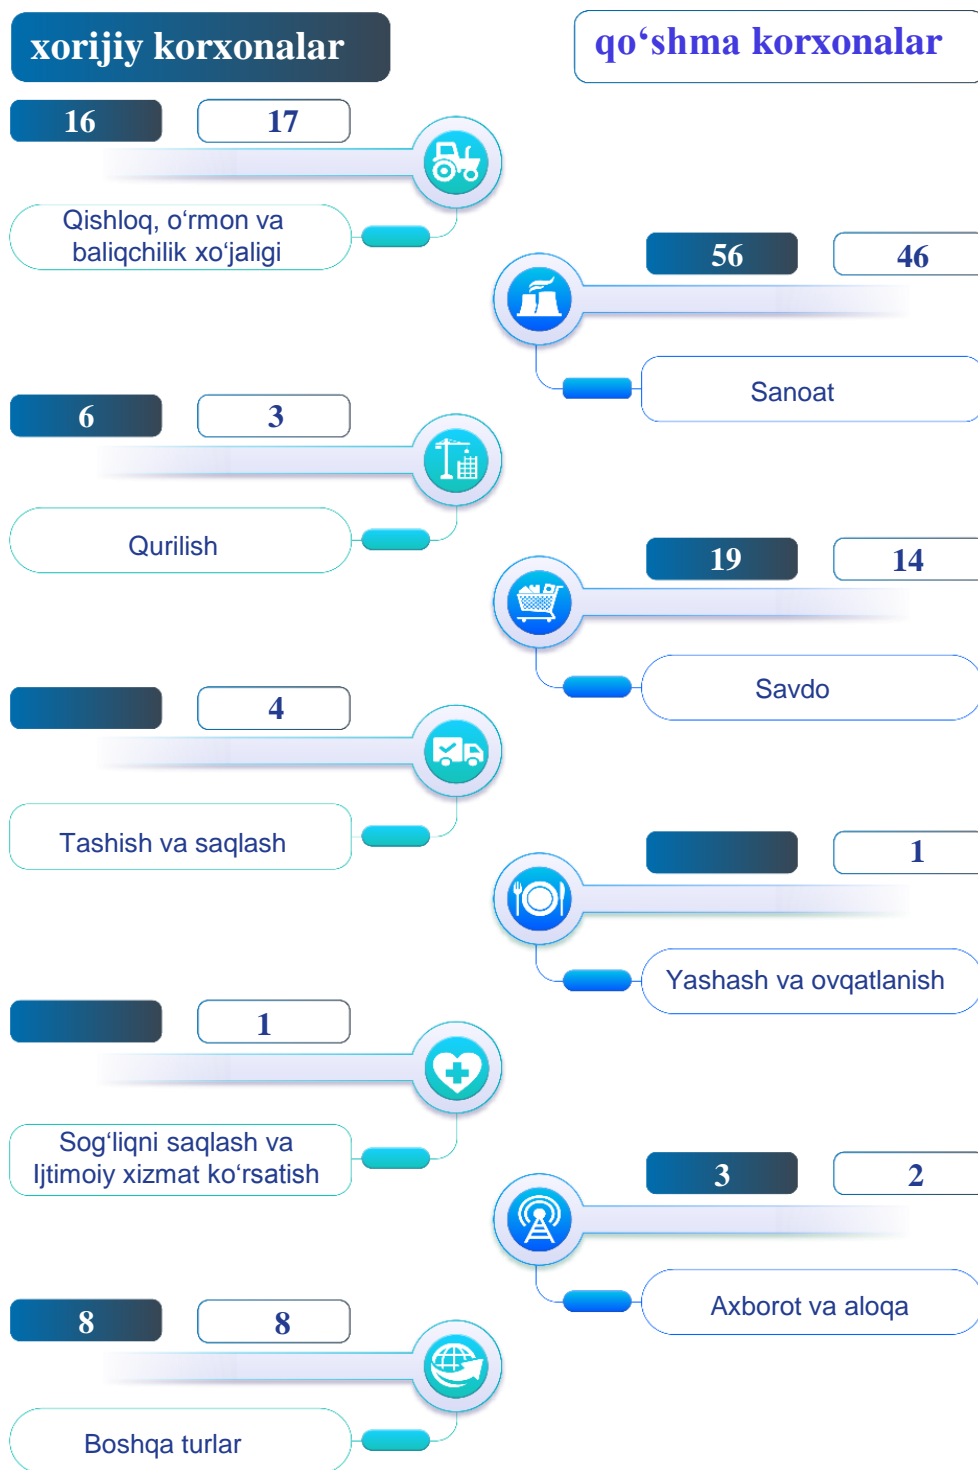 xorijiy korxonalar
qo‘shma korxonalar
16
17
Qishloq, o‘rmon va
baliqchilik xo‘jaligi
56
46
Sanoat
6
3
Qurilish
19
14
Savdo
4
Tashish va saqlash
1
Yashash va ovqatlanish
1
Sog‘liqni saqlash va
Ijtimoiy xizmat ko‘rsatish
3
2
Axborot va aloqa
8
8
Boshqa turlar